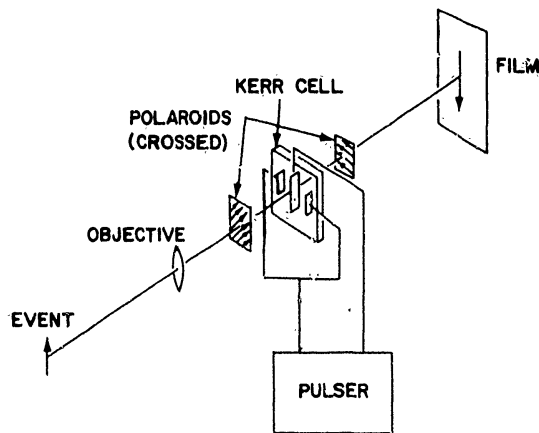 FILM
KERR CELL
POLAROIDS
(CROSSED)
OBJECTIVE
EVENT
PULSER